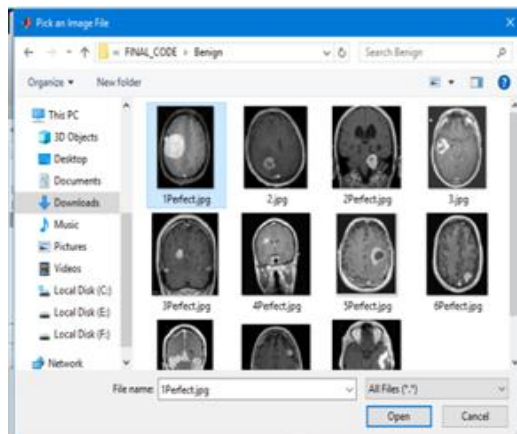 Pick an Image File
« FINAL_CODE › Benign
Search Benign
Organize
New folder
This PC
3D Objects
Desktop
Documents
Downloads
Music
Pictures
Videos
Local Disk (C:)
Local Disk (E:)
Local Disk (F:)
Network
1Perfect.jpg
2.jpg
2Perfect.jpg
3.jpg
3Perfect.jpg
4Perfect.jpg
5Perfect.jpg
6Perfect.jpg
File name: 1Perfect.jpg
All Files (*.*)
Open
Cancel